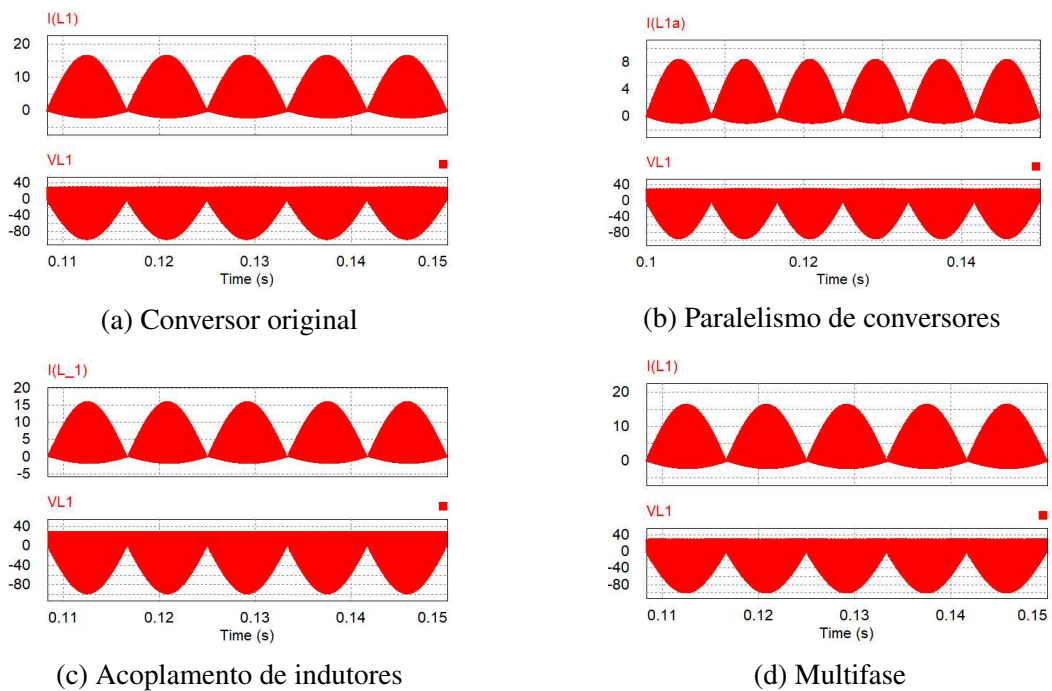 I(L1)
20
10
0
VL1
40
0
-40
-80
0.11 0.12 0.13 0.14 0.15
Time (s)
(a) Conversor original
I(L1a)
8
4
0
VL1
40
0
-40
-80
0.1 0.12 0.14
Time (s)
(b) Paralelismo de conversores
I(L_1)
20
15
10
5
0
-5
VL1
40
0
-40
-80
0.11 0.12 0.13 0.14 0.15
Time (s)
(c) Acoplamento de indutores
I(L1)
20
10
0
VL1
40
0
-40
-80
0.11 0.12 0.13 0.14 0.15
Time (s)
(d) Multifase